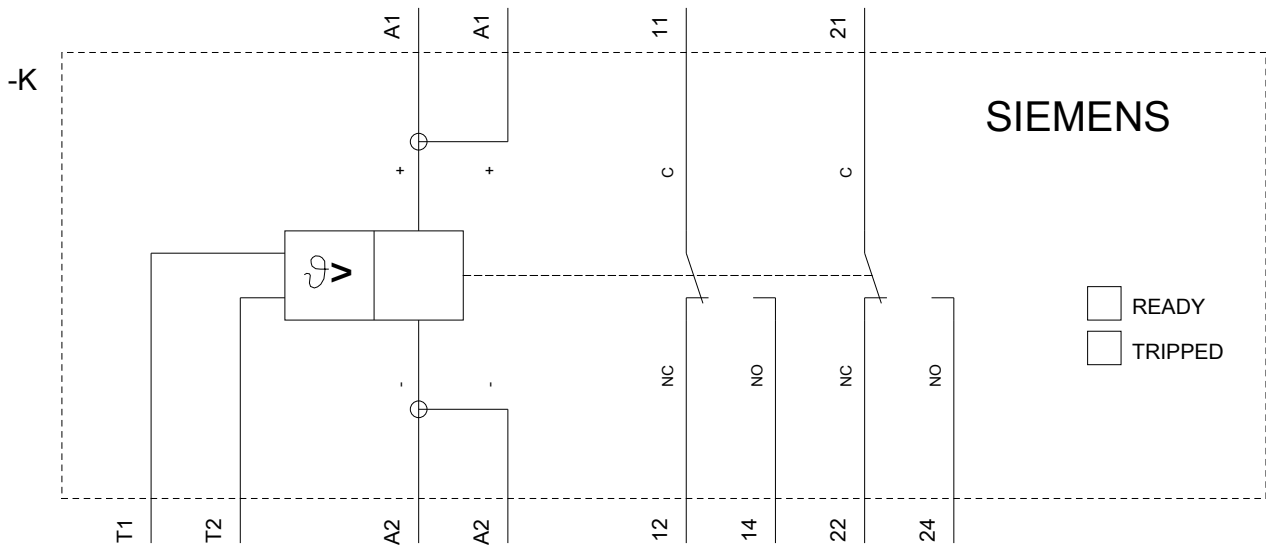 A1 A1 11 21
-K
SIEMENS
+ + C C
ϑ>
READY
TRIPPED
- - NC NO NC NO
T1 T2 A2 A2 12 14 22 24